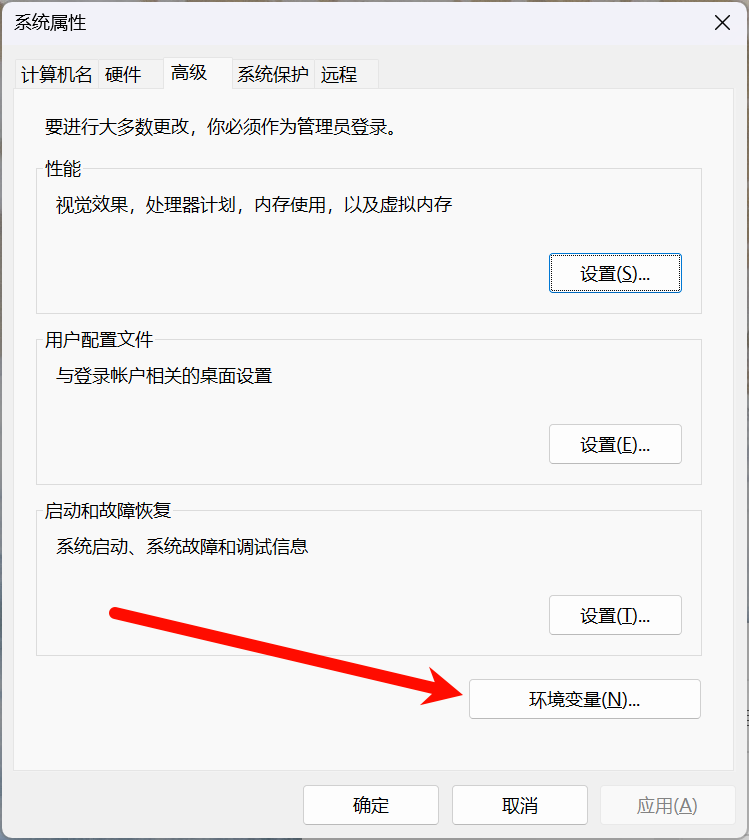 系统属性
计算机名 硬件 高级 系统保护 远程
要进行大多数更改，你必须作为管理员登录。
性能
视觉效果，处理器计划，内存使用，以及虚拟内存
设置(S)...
用户配置文件
与登录帐户相关的桌面设置
设置(E)...
启动和故障恢复
系统启动、系统故障和调试信息
设置(T)...
环境变量(N)...
确定 取消 应用(A)